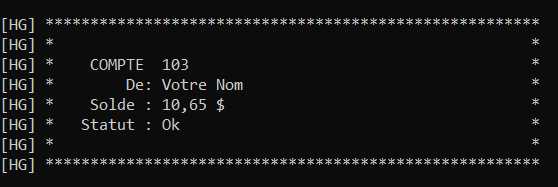 [HG] *******************************************************
[HG] *                                                     *
[HG] *    COMPTE  103                                      *
[HG] *        De: Votre Nom                                *
[HG] *    Solde : 10,65 $                                  *
[HG] *   Statut : Ok                                       *
[HG] *                                                     *
[HG] *******************************************************